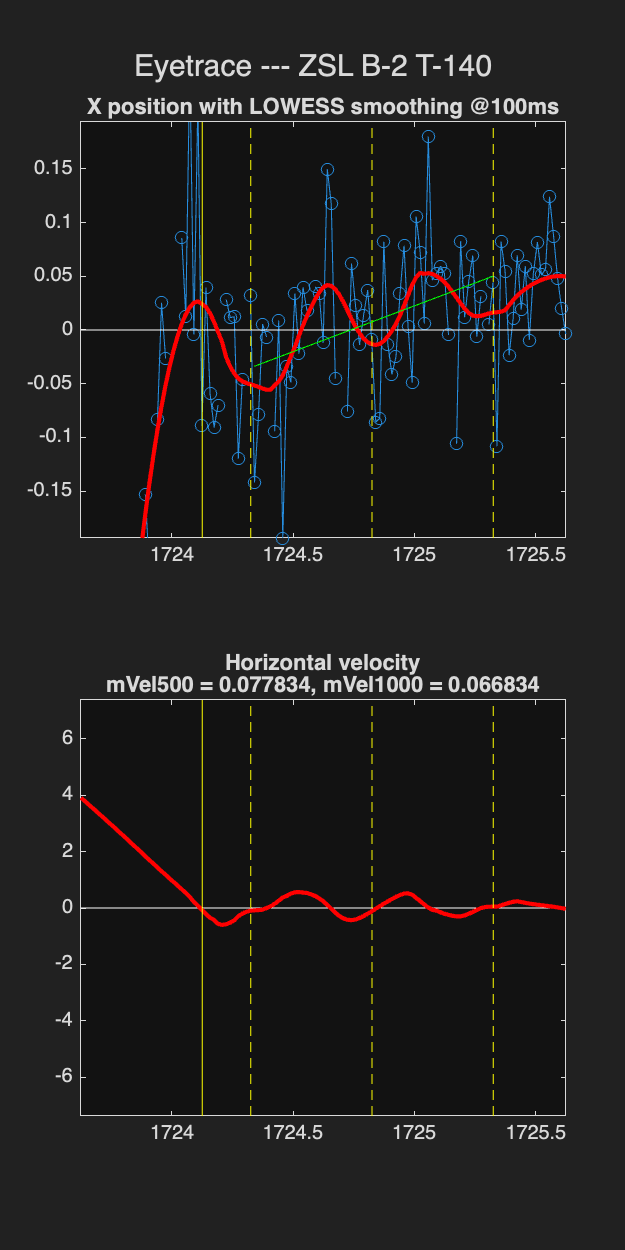 Eyetrace --- ZSL B-2 T-140
X position with LOWESS smoothing @100ms
0.15
0.1
0.05
0
-0.05
-0.1
-0.15
1724 1724.5 1725 1725.5
Horizontal velocity
mVel500 = 0.077834, mVel1000 = 0.066834
6
4
2
0
-2
-4
-6
1724 1724.5 1725 1725.5